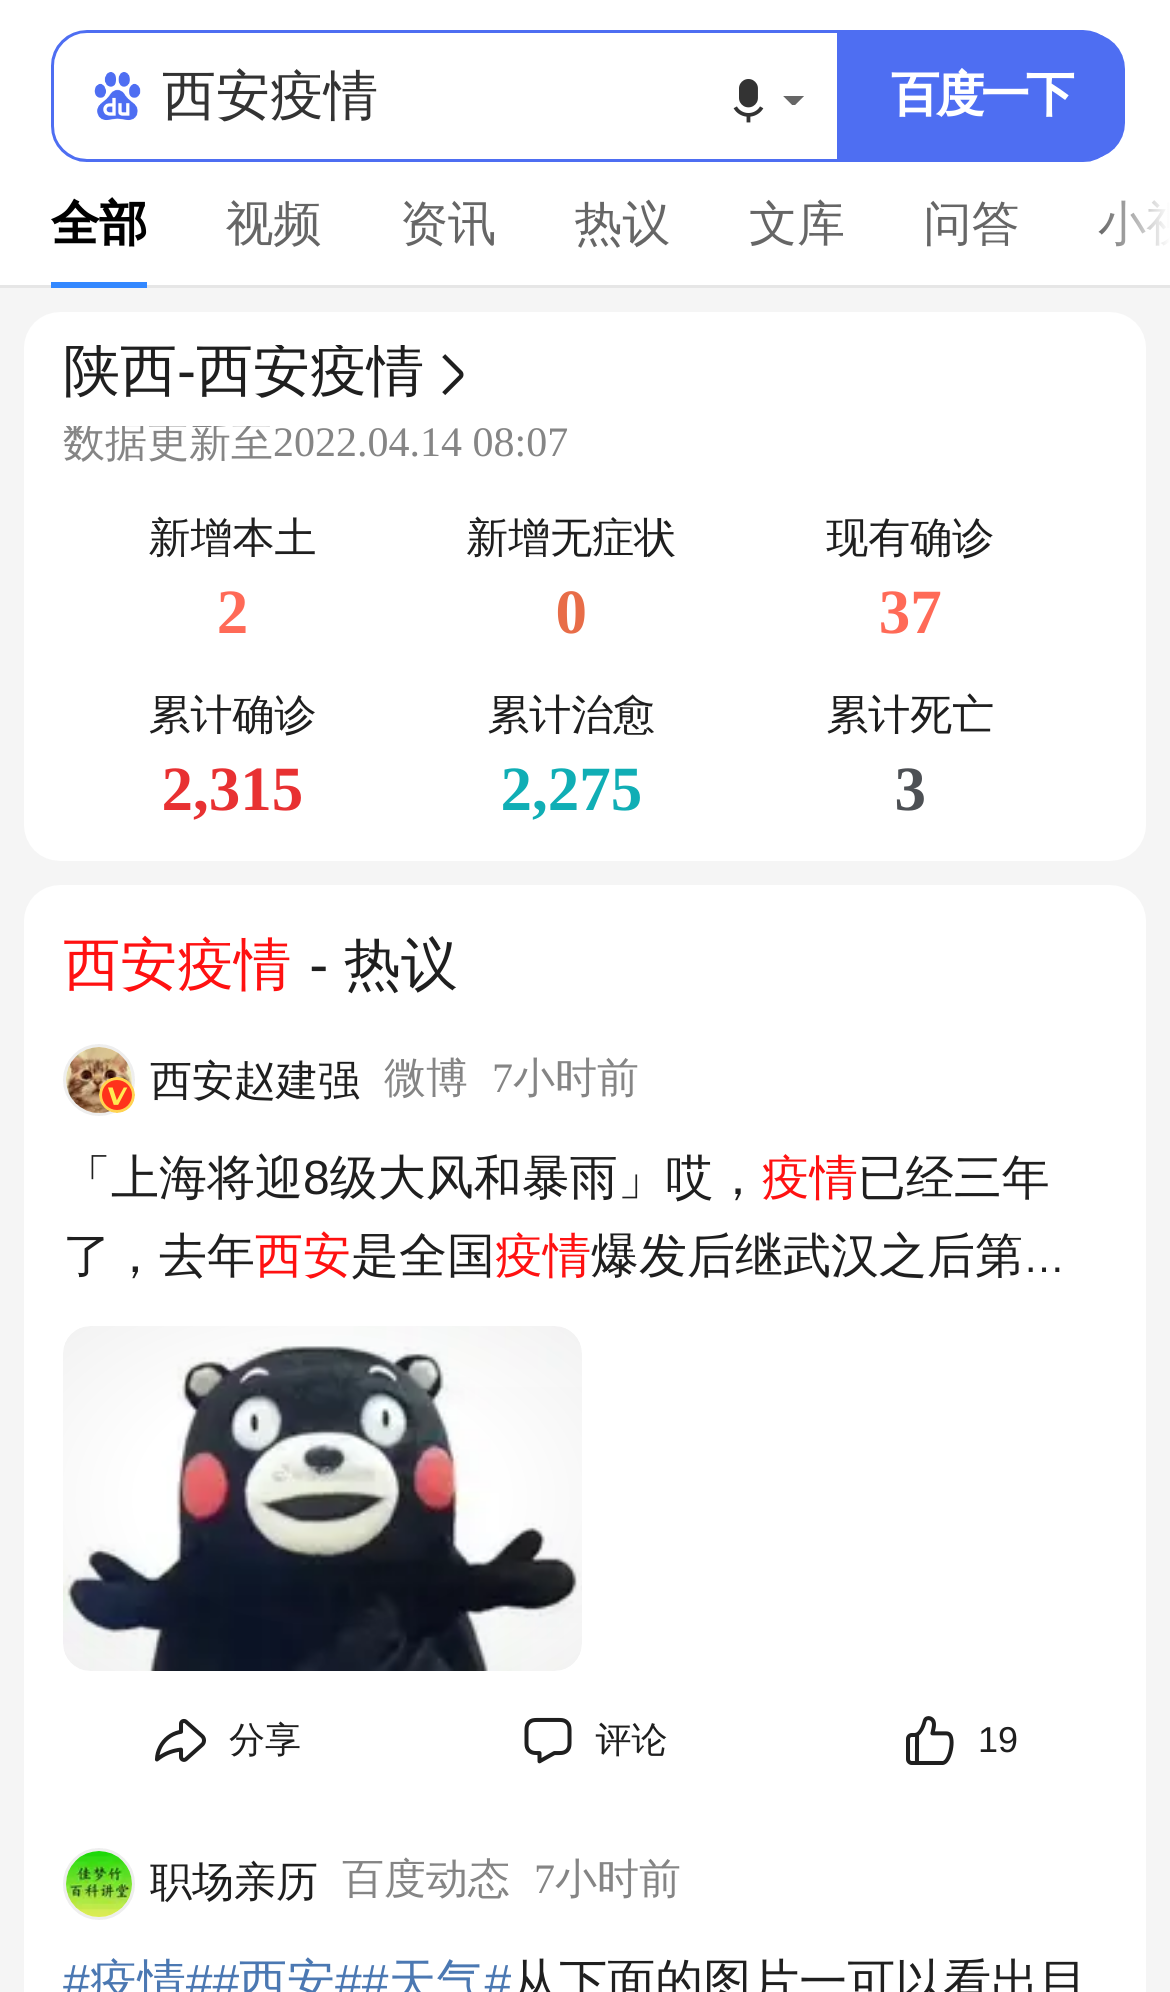 du 西安疫情 百度一下
全部 视频 资讯 热议 文库 问答 小
陕西-西安疫情
数据更新至2022.04.14 08:07
新增本土 新增无症状 现有确诊
2 0 37
累计确诊 累计治愈 累计死亡
2,315 2,275 3
西安疫情 - 热议
西安赵建强 微博 7小时前
「上海将迎8级大风和暴雨」哎，疫情已经三年
了，去年西安是全国疫情爆发后继武汉之后第...
分享 评论 19
佳梦竹
百科讲堂
职场亲历 百度动态 7小时前
#疫情##西安##天气#从下面的图片一可以看出目